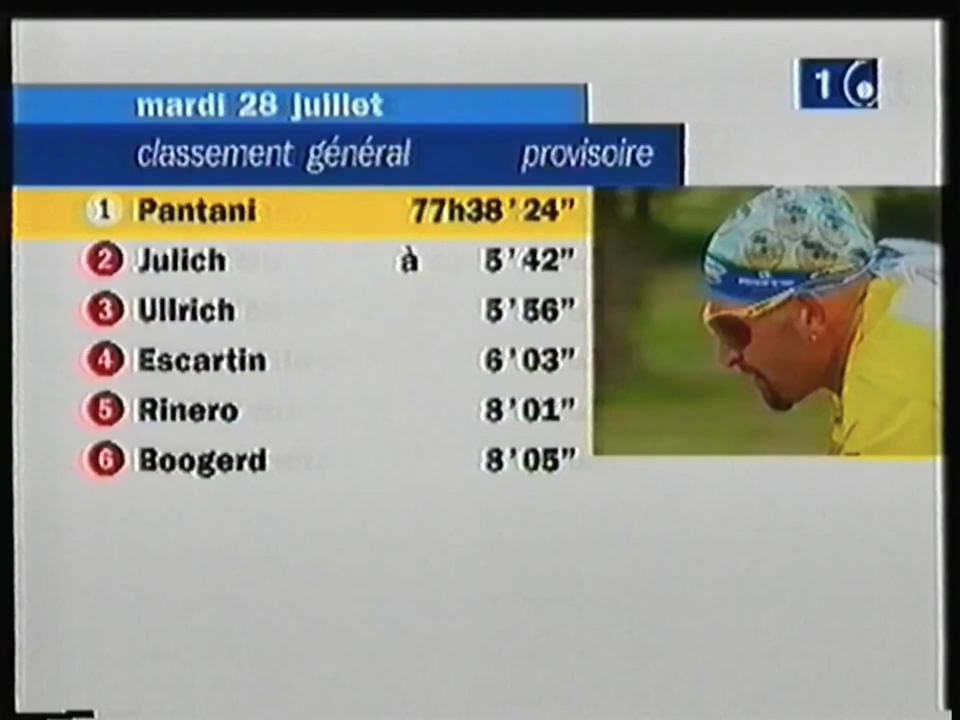 1
mardi 28 juillet
classement général provisoire
1 Pantani 77h38'24"
2 Julich à 5'42"
3 Ullrich 5'56"
4 Escartin 6'03"
5 Rinero 8'01"
6 Boogerd 8'05"